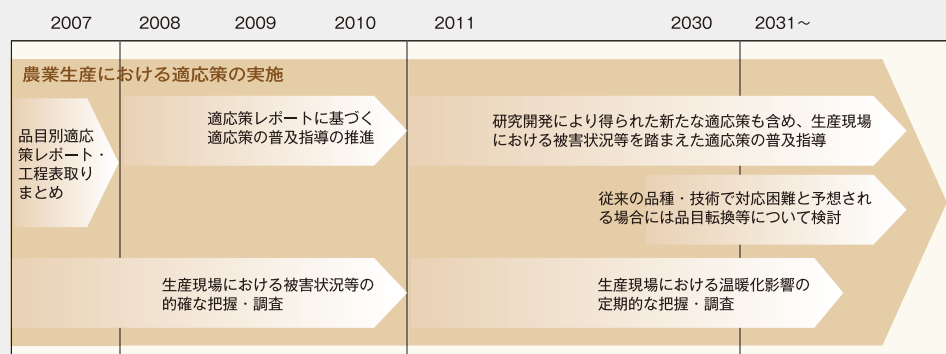 2007 2008 2009 2010 2011 2030 2031～
農業生産における適応策の実施
品目別適応
策レポート・
工程表取り
まとめ
適応策レポートに基づく
適応策の普及指導の推進
研究開発により得られた新たな適応策も含め、生産現場
における被害状況等を踏まえた適応策の普及指導
従来の品種・技術で対応困難と予想され
る場合には品目転換等について検討
生産現場における被害状況等の
的確な把握・調査
生産現場における温暖化影響の
定期的な把握・調査